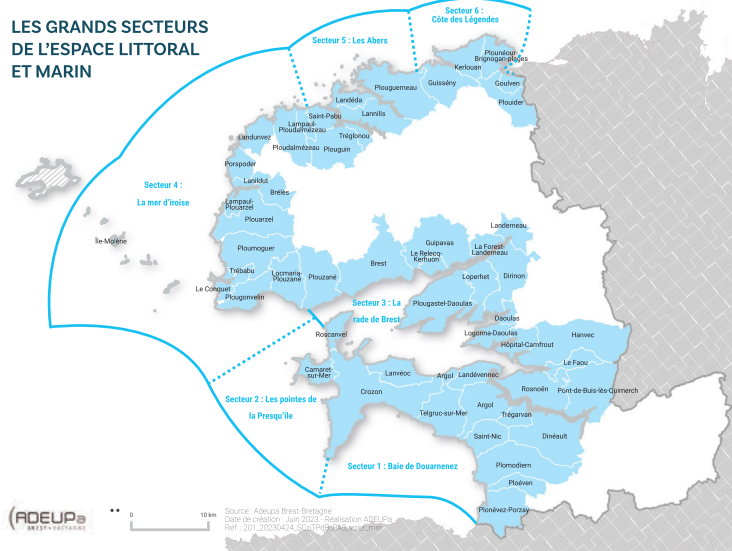 LES GRANDS SECTEURS
DE L'ESPACE LITTORAL
ET MARIN
Secteur 6 :
Côte des Légendes
Secteur 5 : Les Abers
Plounéour-
Brignogan-plages
Kerlouan
Goulven
Guissény
Plouguerneau
Plouider
Landéda
Saint-Pabu
Lannilis
Lampaul-
Ploudalmézeau
Tréglonou
Landunvez
Ploudalmézeau
Plouguin
Porspoder
Lanildut
Secteur 4 :
La mer d'iroise
Brélès
Lampaul-
Plouarzel
Plouarzel
Île-Molène
Ploumoguer
Landerneau
Guipavas
La Forest-
Landerneau
Le Relecq-
Kerhuon
Brest
Trébabu
Locmaria-
Plouzané
Plouzané
Loperhet
Dirinon
Le Conquet
Plougonvelin
Secteur 3 : La
rade de Brest
Plougastel-Daoulas
Daoulas
Roscanvel
Logonna-Daoulas
Hanvec
Hôpital-Camfrout
Le Faou
Camaret-
sur-Mer
Lanvéoc
Argol
Landévennec
Crozon
Rosnoën
Pont-de-Buis-lès-Quimerch
Secteur 2 : Les pointes de
la Presqu'île
Argol
Telgruc-sur-Mer
Trégarvan
Saint-Nic
Dinéault
Secteur 1 : Baie de Douarnenez
Plomodiern
Ploéven
Plonévez-Porzay
ADEUPa
BREST • BRETAGNE
0
10 km
Source : Adeupa Brest-Bretagne
Date de création : Juin 2023 - Réalisation ADEUPa